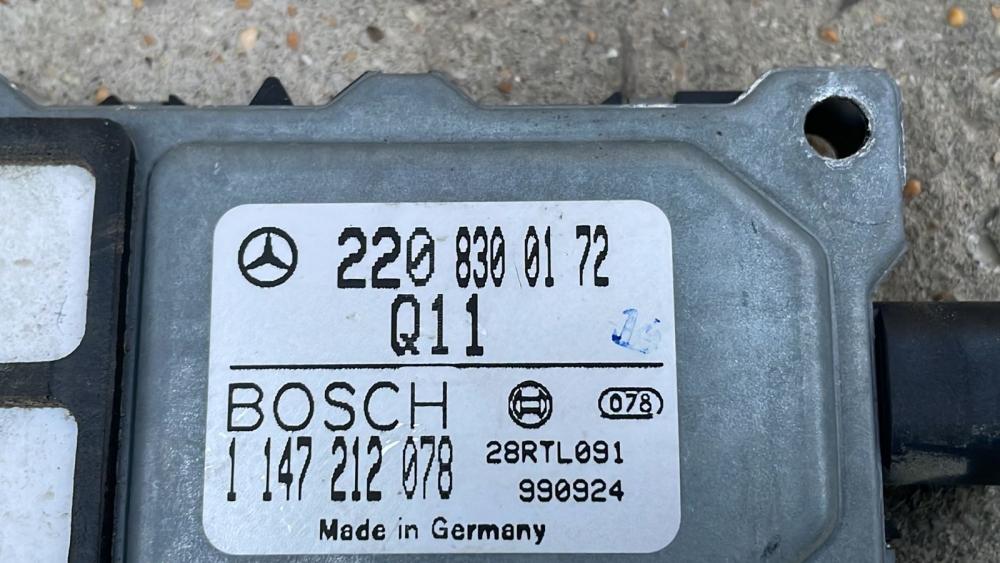 220 830 01 72
Q11
BOSCH
078
1 147 212 078
28RTL091
990924
Made in Germany